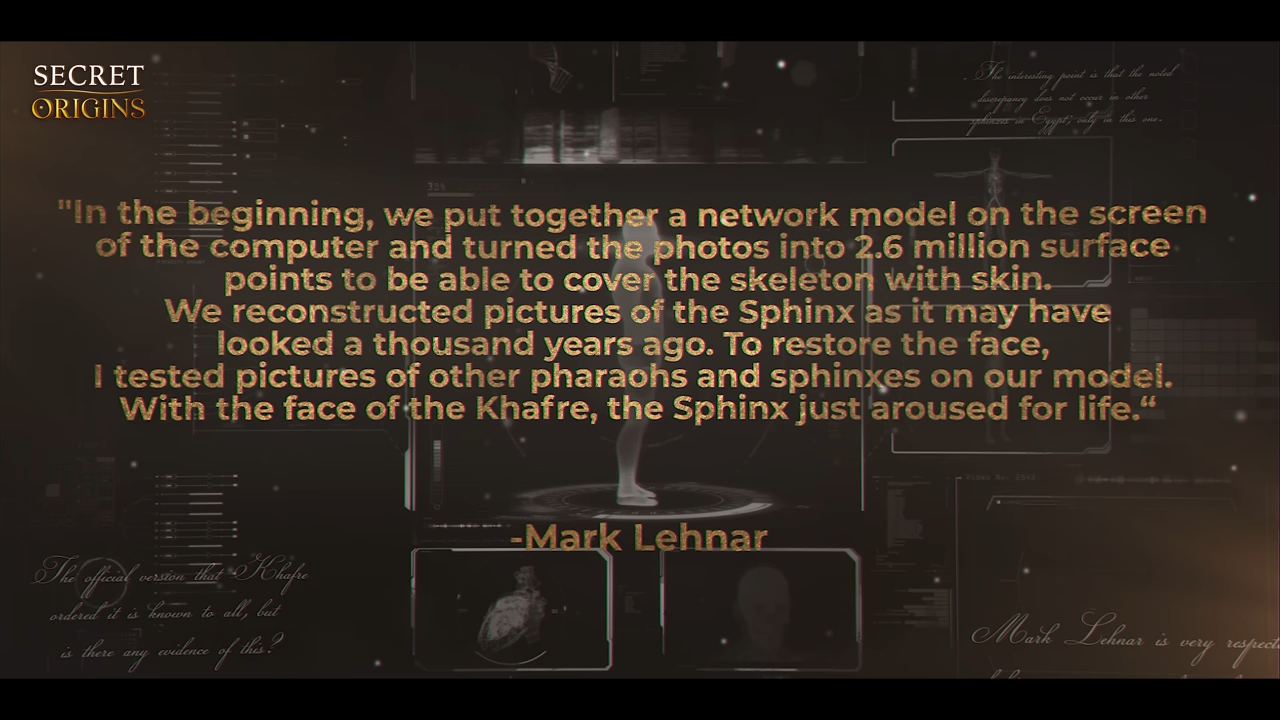 SECRET
ORIGINS
The interesting point is that the noted
discrepancy does not occur in other
sphinxes in Egypt; only in this one.
33%
"In the beginning, we put together a network model on the screen
of the computer and turned the photos into 2.6 million surface
points to be able to cover the skeleton with skin.
We reconstructed pictures of the Sphinx as it may have
looked a thousand years ago. To restore the face,
I tested pictures of other pharaohs and sphinxes on our model.
With the face of the Khafre, the Sphinx just aroused for life.“
-Mark Lehnar
The official version that Khafre
ordered it is known to all, but
is there any evidence of this?
Mark Lehnar is very respect